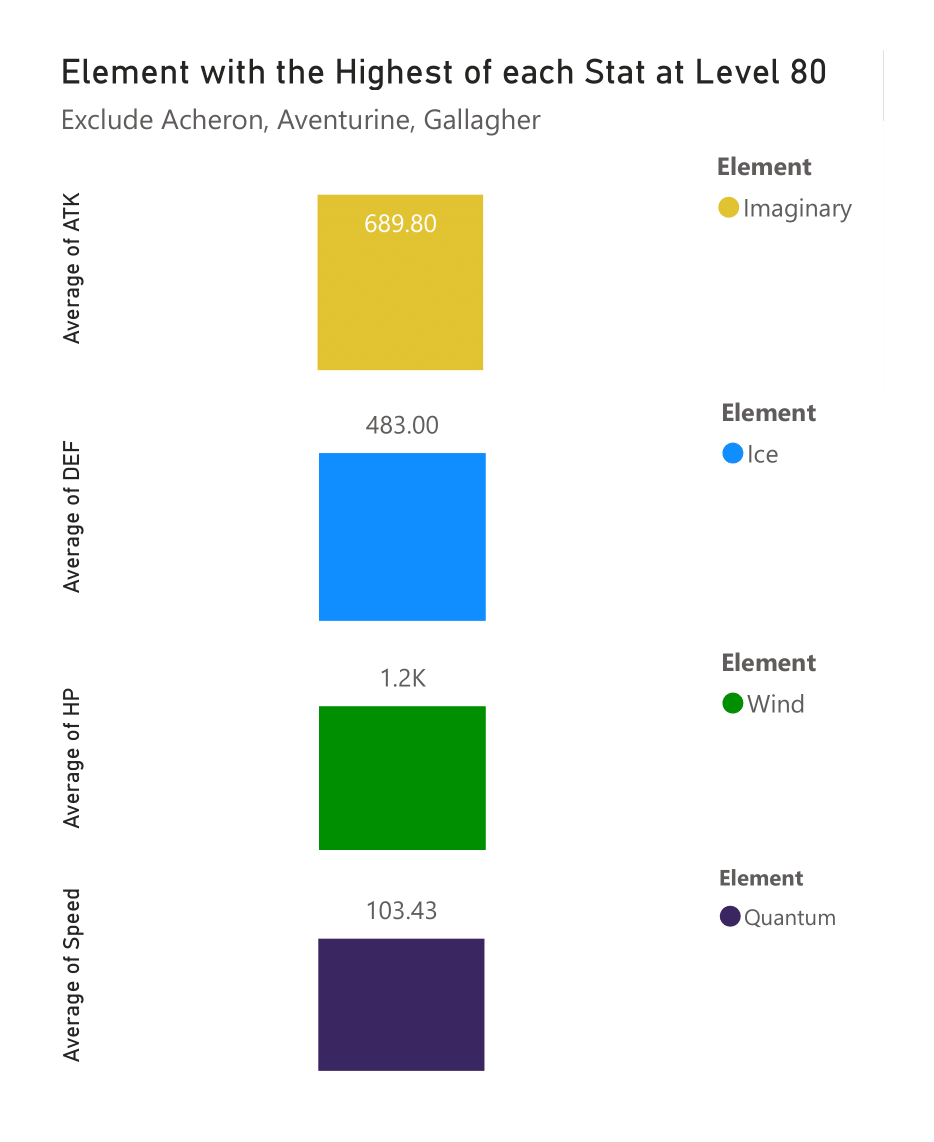 Element with the Highest of each Stat at Level 80
Exclude Acheron, Aventurine, Gallagher
Average of ATK
689.80
Element
Imaginary
Average of DEF
483.00
Element
Ice
Average of HP
1.2K
Element
Wind
Average of Speed
103.43
Element
Quantum